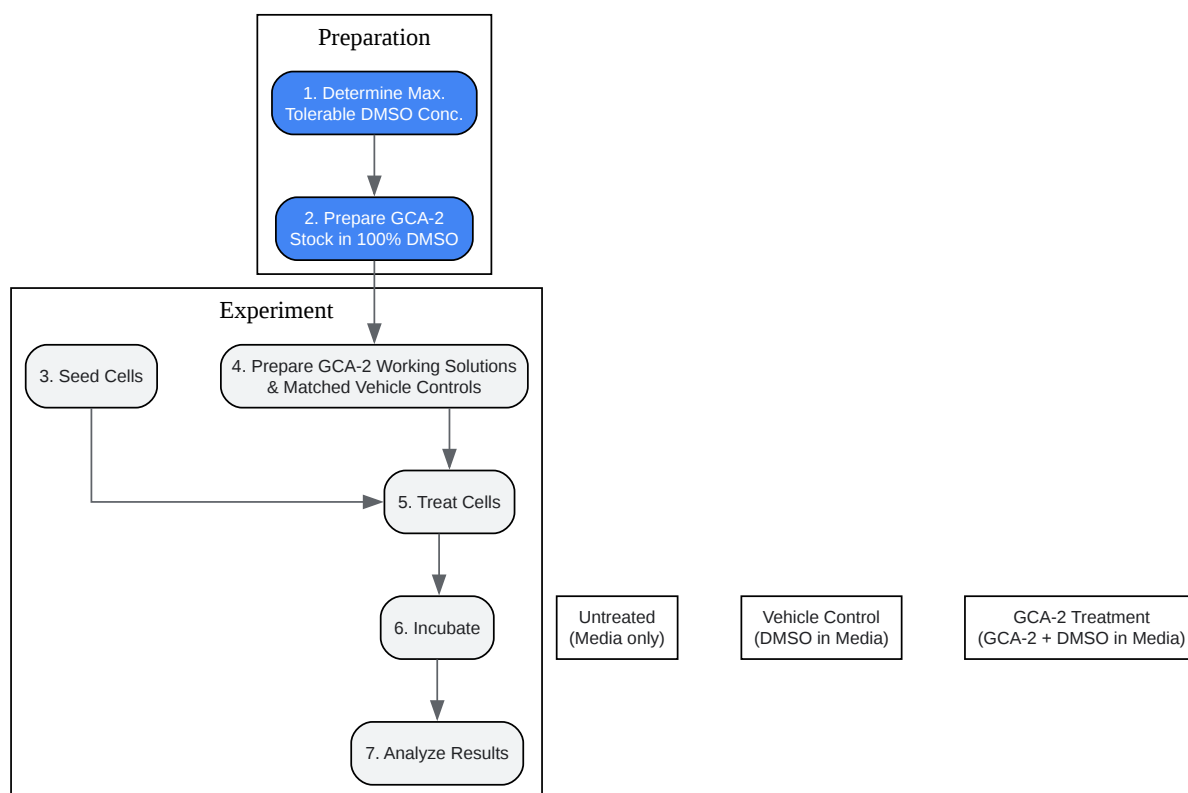 Preparation
1. Determine Max.
Tolerable DMSO Conc.
2. Prepare GCA-2
Stock in 100% DMSO
Experiment
3. Seed Cells
4. Prepare GCA-2 Working Solutions
& Matched Vehicle Controls
5. Treat Cells
6. Incubate
Untreated
(Media only)
Vehicle Control
(DMSO in Media)
GCA-2 Treatment
(GCA-2 + DMSO in Media)
7. Analyze Results